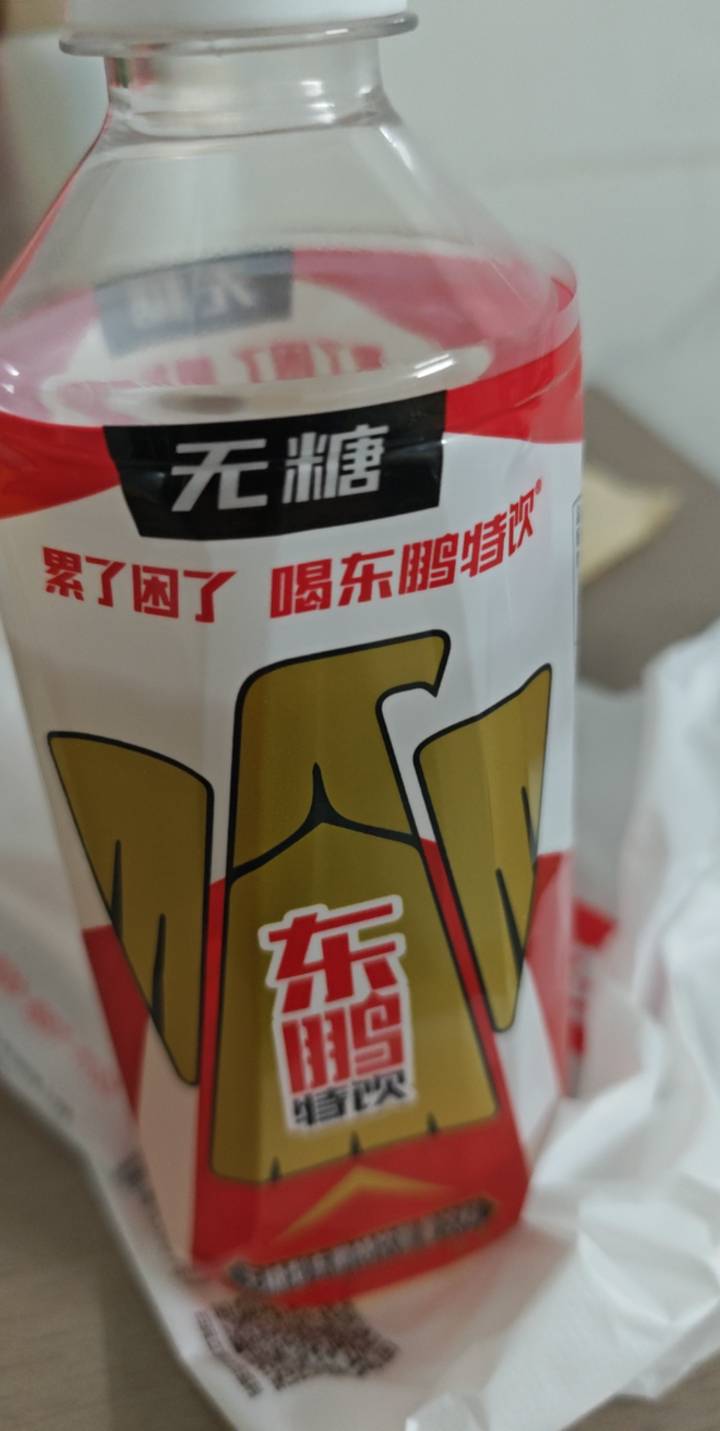 无糖
累了困了 喝东鹏特饮
东
鹏
特饮